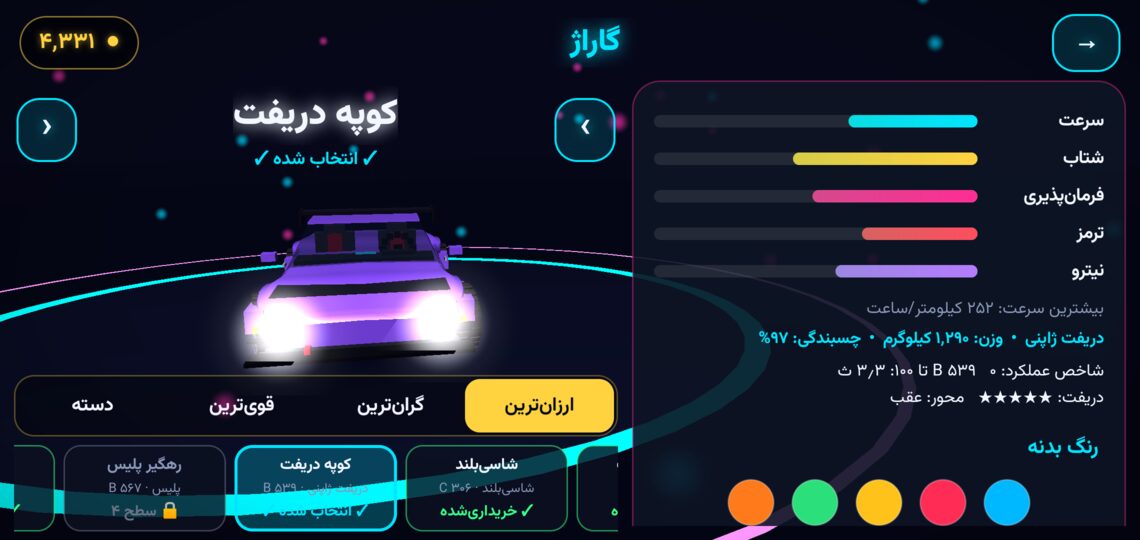 گاراژ
→
● ۴,۳۳۱
کوپه دریفت
✓ انتخاب شده ✓
سرعت
شتاب
فرمان‌پذیری
ترمز
نیترو
بیشترین سرعت: ۲۵۲ کیلومتر/ساعت
دریفت ژاپنی • وزن: ۱,۲۹۰ کیلوگرم • چسبندگی: ۹۷%
شاخص عملکرد: B ۵۳۹   ۰ تا ۱۰۰: ۳٫۳ ث
دریفت: ★★★★★   محور: عقب
رنگ بدنه
ارزان‌ترین
گران‌ترین
قوی‌ترین
دسته
شاسی‌بلند
شاسی‌بلند · C ۳۰۶
✓ خریداری‌شده
کوپه دریفت
دریفت ژاپنی · B ۵۳۹
✓ انتخاب شده ✓
رهگیر پلیس
پلیس · B ۵۶۷
🔒 سطح ۴